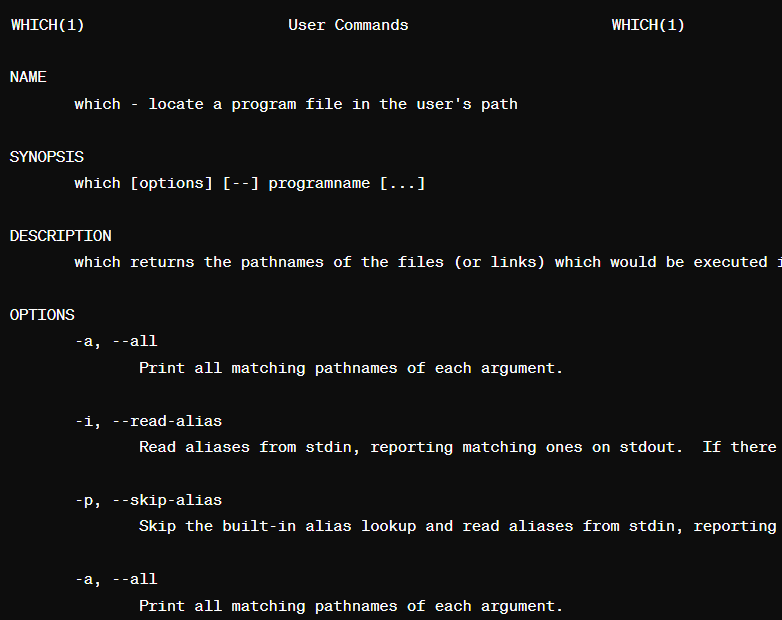 WHICH(1) User Commands WHICH(1)
NAME
which - locate a program file in the user's path
SYNOPSIS
which [options] [--] programname [...]
DESCRIPTION
which returns the pathnames of the files (or links) which would be executed
OPTIONS
-a, --all
Print all matching pathnames of each argument.
-i, --read-alias
Read aliases from stdin, reporting matching ones on stdout.  If there
-p, --skip-alias
Skip the built-in alias lookup and read aliases from stdin, reporting
-a, --all
Print all matching pathnames of each argument.